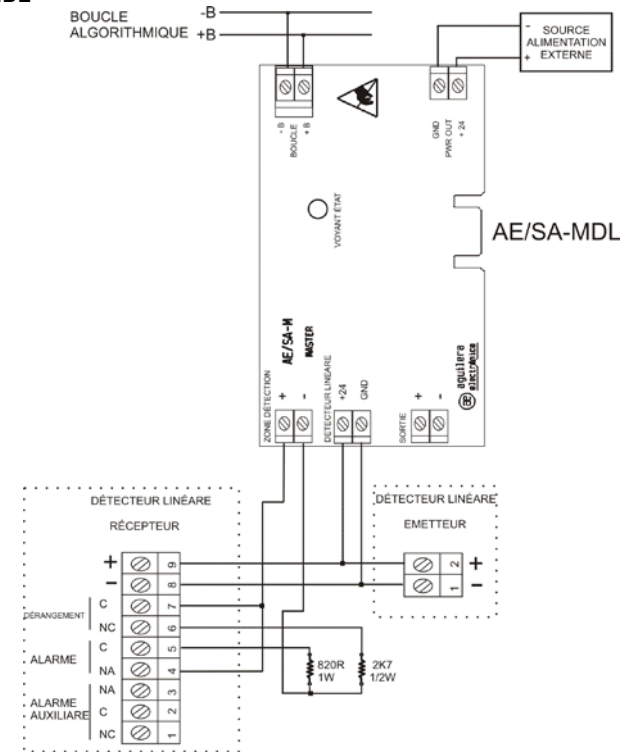 BOUCLE -B
ALGORITHMIQUE +B
-
+
SOURCE
ALIMENTATION
EXTERNE
- B
BOUCLE
+ B
GND
PWR OUT
+ 24
VOYANT ÉTAT
AE/SA-MDL
AE/SA-M
MASTER
aguilera
electrónica
ZONE DÉTECTION
+
-
DETECTEUR LINEARE
+24
GND
SORTIE
+
-
DÉTECTEUR LINÉARE
RÉCEPTEUR
DÉTECTEUR LINÉARE
EMETTEUR
+ 9
- 8
DÉRANGEMENT
C 7
NC 6
ALARME
C 5
NA 4
ALARME
AUXILIARE
NA 3
C 2
NC 1
2 +
1 -
820R
1W
2K7
1/2W